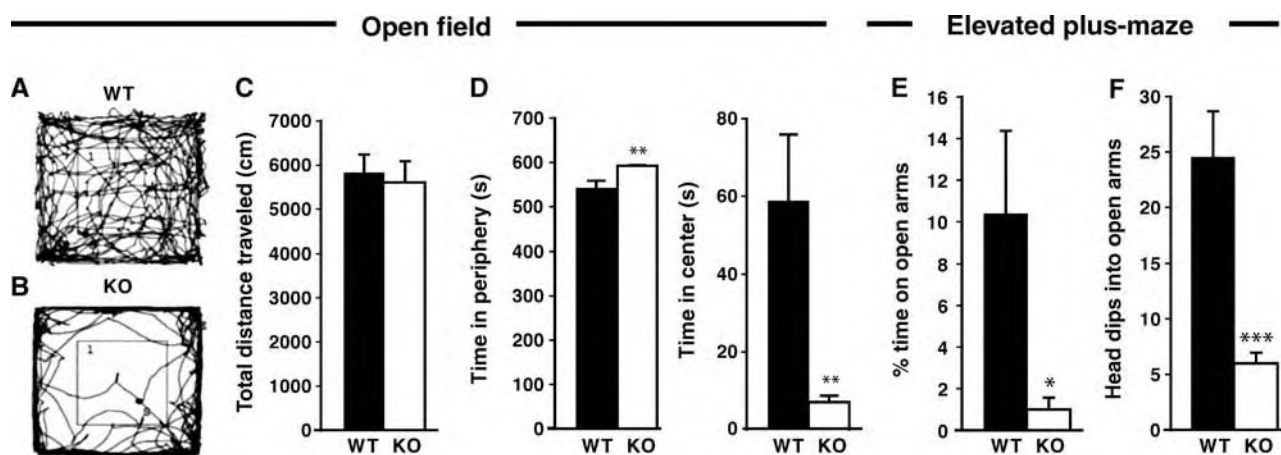 Open field
Elevated plus-maze
A
WT
1
B
KO
1
C
Total distance traveled (cm)
7000
6000
5000
4000
3000
2000
1000
0
WT KO
D
Time in periphery (s)
700
600
500
400
300
200
100
0
**
WT KO
Time in center (s)
80
60
40
20
0
**
WT KO
E
% time on open arms
16
14
12
10
8
6
4
2
0
*
WT KO
F
Head dips into open arms
30
25
20
15
10
5
0
***
WT KO